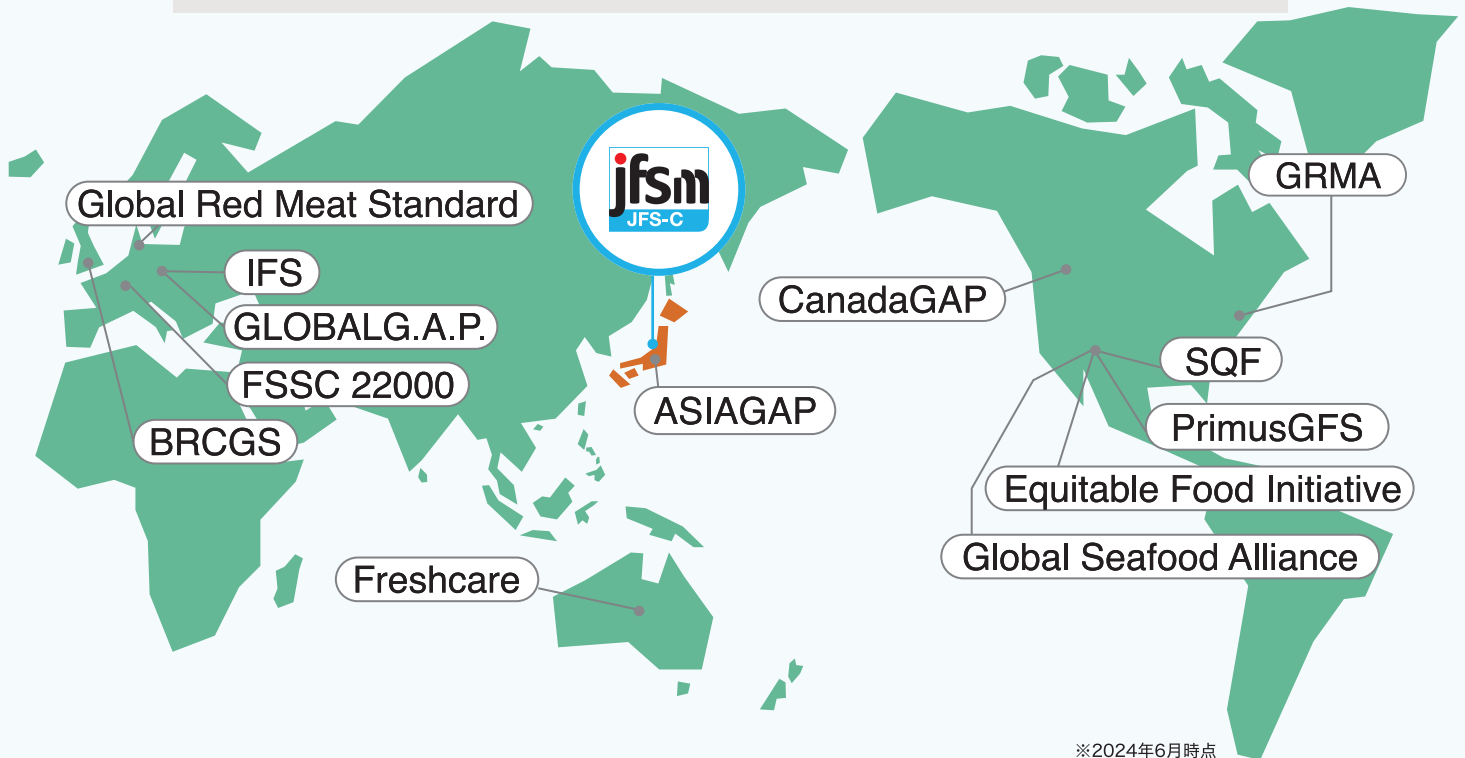 jfsm
JFS-C
GRMA
Global Red Meat Standard
IFS
CanadaGAP
GLOBALG.A.P.
SQF
FSSC 22000
ASIAGAP
PrimusGFS
BRCGS
Equitable Food Initiative
Global Seafood Alliance
Freshcare
※2024年6月時点